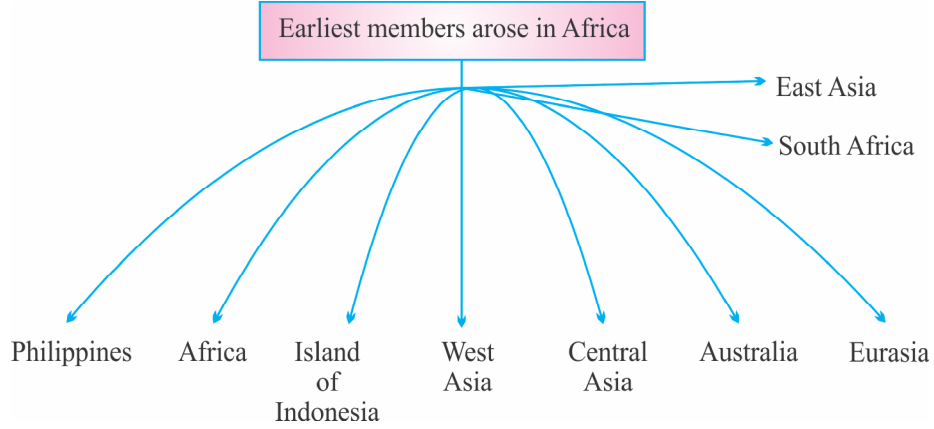 Earliest members arose in Africa
East Asia
South Africa
Philippines
Africa
Island
of
Indonesia
West
Asia
Central
Asia
Australia
Eurasia